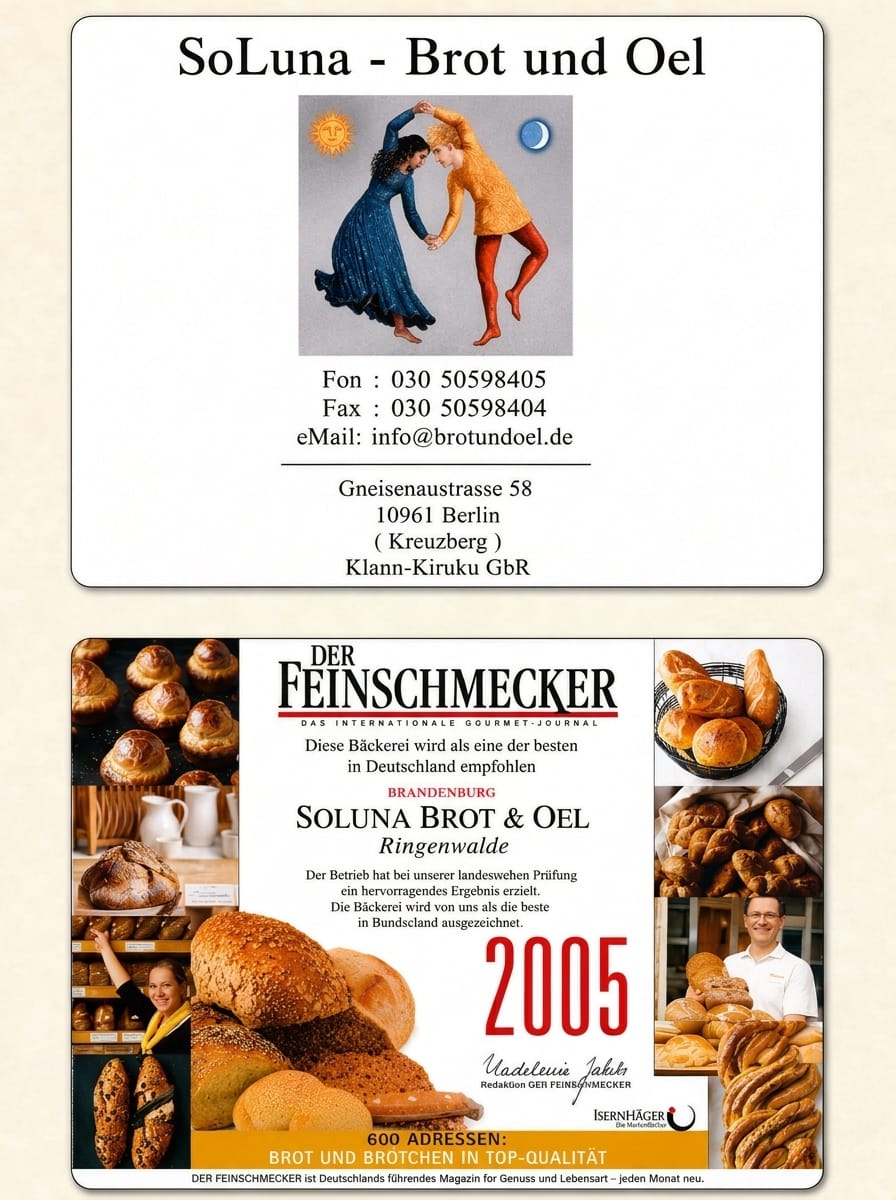 SoLuna - Brot und Oel
Fon : 030 50598405
Fax : 030 50598404
eMail: info@brotundoel.de
Gneisenaustrasse 58
10961 Berlin
( Kreuzberg )
Klann-Kiruku GbR
DER
FEINSCHMECKER
DAS INTERNATIONALE GOURMET-JOURNAL
Diese Bäckerei wird als eine der besten
in Deutschland empfohlen
BRANDENBURG
SOLUNA BROT & OEL
Ringenwalde
Der Betrieb hat bei unserer landeswehen Prüfung
ein hervorragendes Ergebnis erzielt.
Die Bäckerei wird von uns als die beste
in Bundscland ausgezeichnet.
2005
Redaktion GER FEINSCHMECKER
ISERNHÄGER
600 ADRESSEN:
BROT UND BRÖTCHEN IN TOP-QUALITÄT
DER FEINSCHMECKER ist Deutschlands führendes Magazin for Genuss und Lebensart – jeden Monat neu.